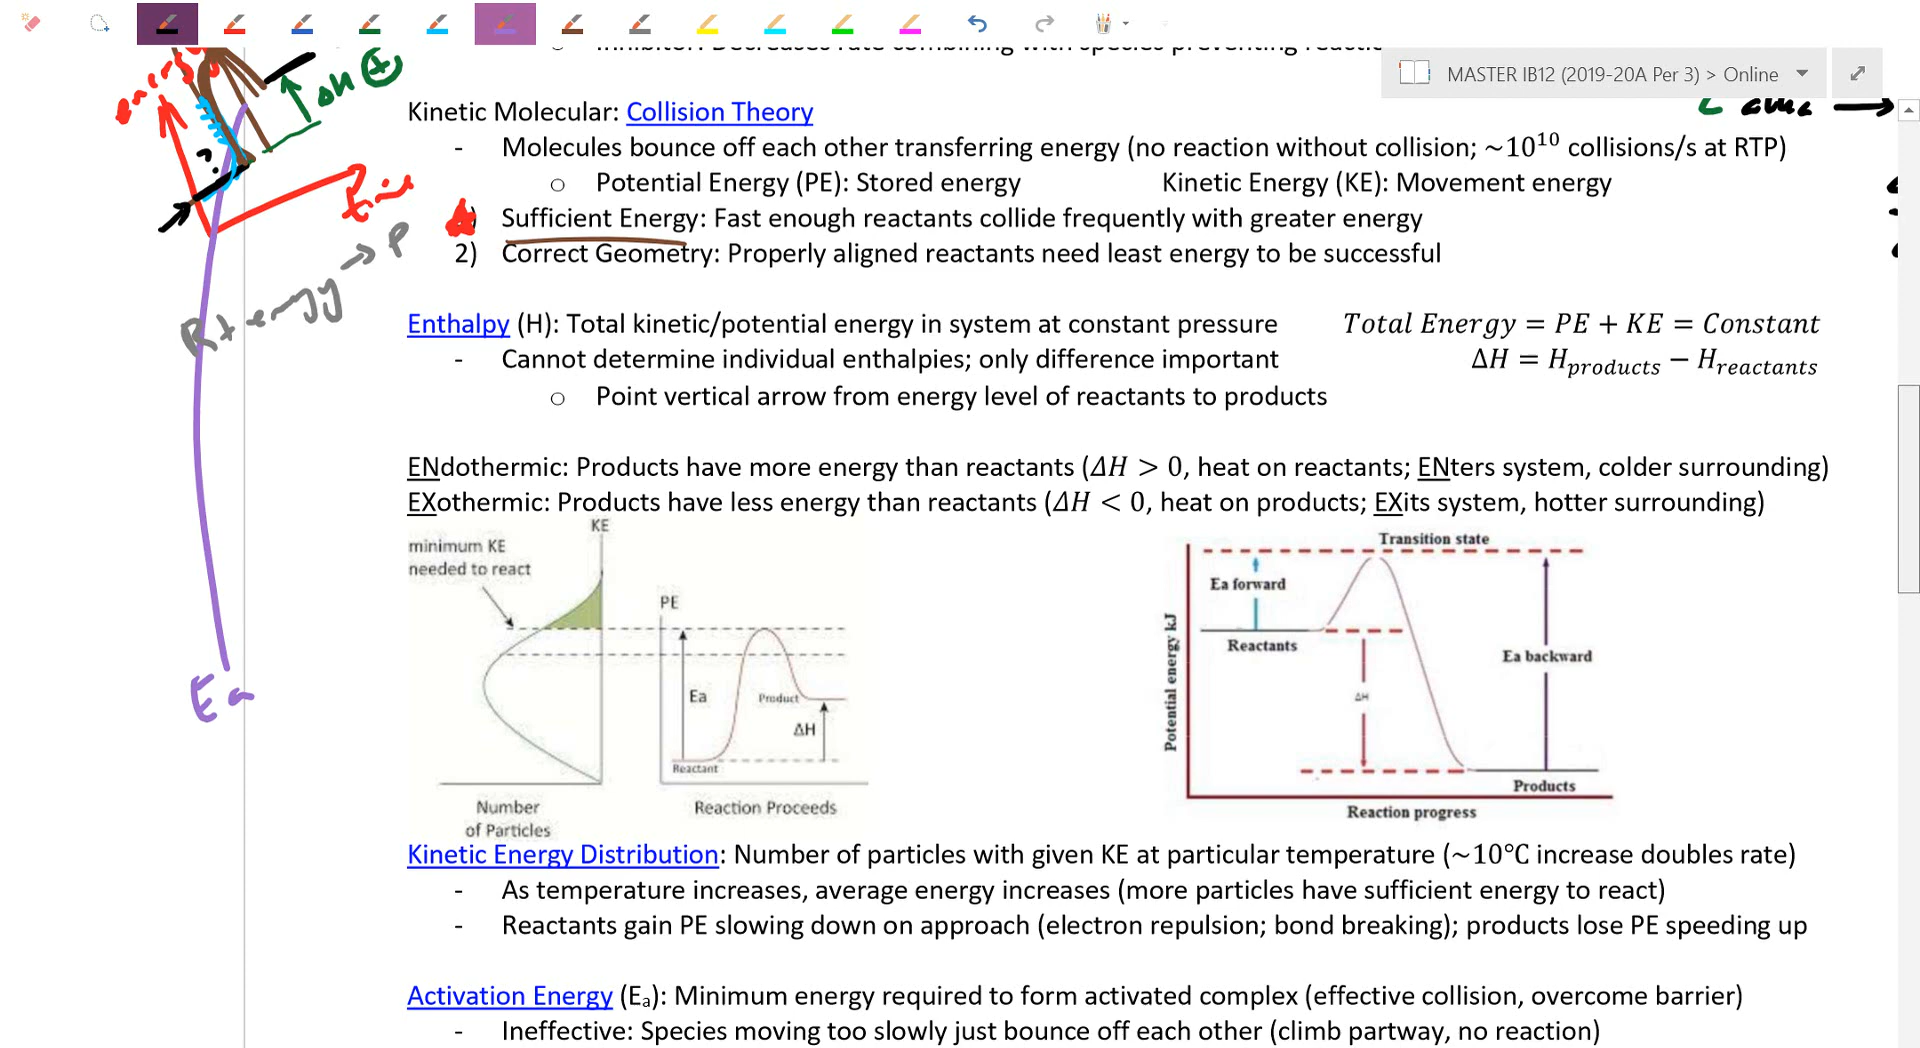 MASTER IB12 (2019-20A Per 3) > Online
ΔH +
energy
?
R + energy → P
Ea
Kinetic Molecular: Collision Theory
- Molecules bounce off each other transferring energy (no reaction without collision; ~10¹⁰ collisions/s at RTP)
○ Potential Energy (PE): Stored energy Kinetic Energy (KE): Movement energy
Sufficient Energy: Fast enough reactants collide frequently with greater energy
2) Correct Geometry: Properly aligned reactants need least energy to be successful
Enthalpy (H): Total kinetic/potential energy in system at constant pressure Total Energy = PE + KE = Constant
- Cannot determine individual enthalpies; only difference important ΔH = Hproducts − Hreactants
○ Point vertical arrow from energy level of reactants to products
ENdothermic: Products have more energy than reactants (ΔH > 0, heat on reactants; ENters system, colder surrounding)
EXothermic: Products have less energy than reactants (ΔH < 0, heat on products; EXits system, hotter surrounding)
KE
minimum KE
needed to react
PE
Ea
Product
ΔH
Reactant
Number
of Particles
Reaction Proceeds
Transition state
Ea forward
Reactants
Ea backward
ΔH
Potential energy kJ
Products
Reaction progress
Kinetic Energy Distribution: Number of particles with given KE at particular temperature (~10°C increase doubles rate)
- As temperature increases, average energy increases (more particles have sufficient energy to react)
- Reactants gain PE slowing down on approach (electron repulsion; bond breaking); products lose PE speeding up
Activation Energy (Eₐ): Minimum energy required to form activated complex (effective collision, overcome barrier)
- Ineffective: Species moving too slowly just bounce off each other (climb partway, no reaction)